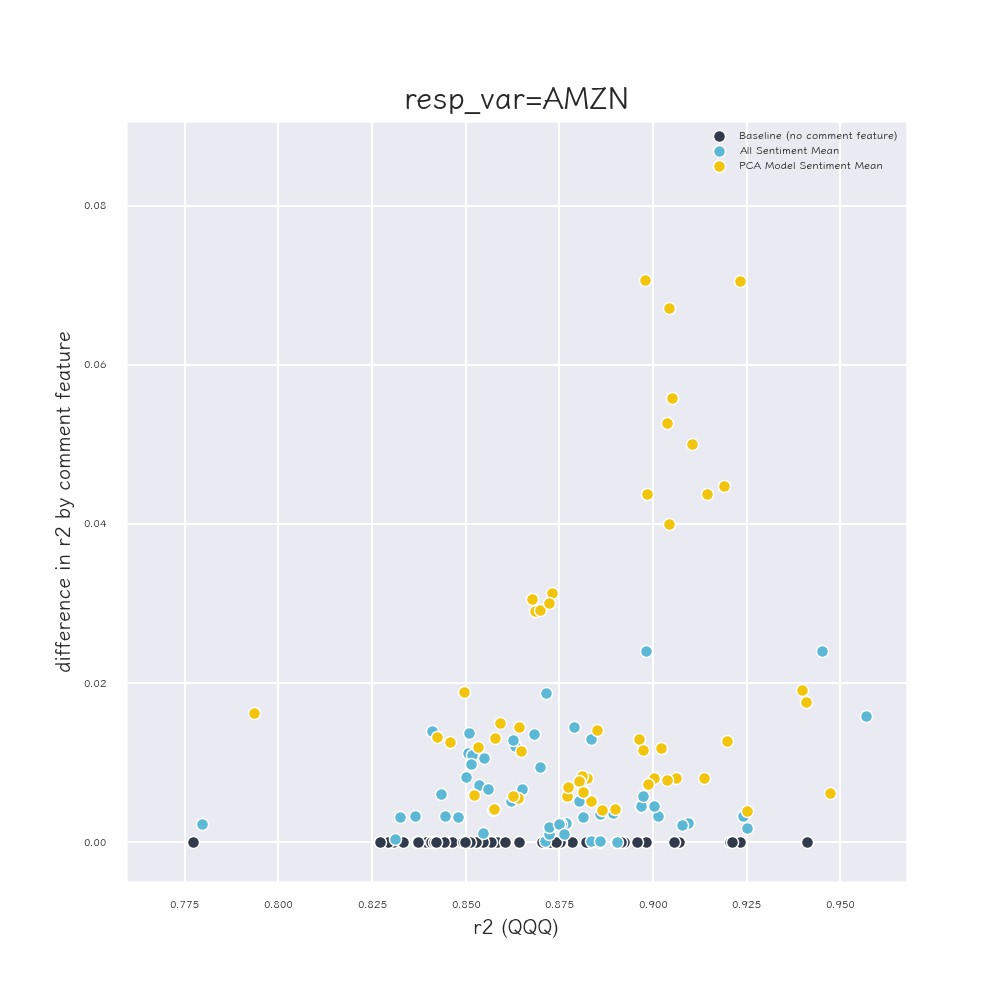 resp_var=AMZN
Baseline (no comment feature)
All Sentiment Mean
PCA Model Sentiment Mean
difference in r2 by comment feature
0.08
0.06
0.04
0.02
0.00
0.775 0.800 0.825 0.850 0.875 0.900 0.925 0.950
r2 (QQQ)